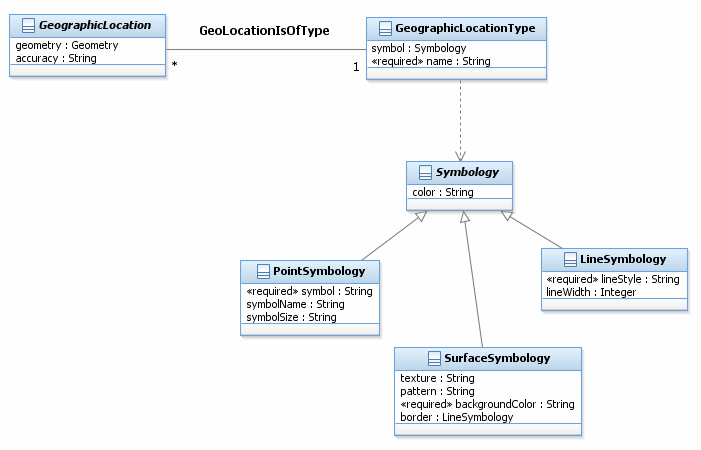 GeographicLocation
geometry : Geometry
accuracy : String
GeoLocationIsOfType
*
1
GeographicLocationType
symbol : Symbology
«required» name : String
Symbology
color : String
PointSymbology
«required» symbol : String
symbolName : String
symbolSize : String
LineSymbology
«required» lineStyle : String
lineWidth : Integer
SurfaceSymbology
texture : String
pattern : String
«required» backgroundColor : String
border : LineSymbology